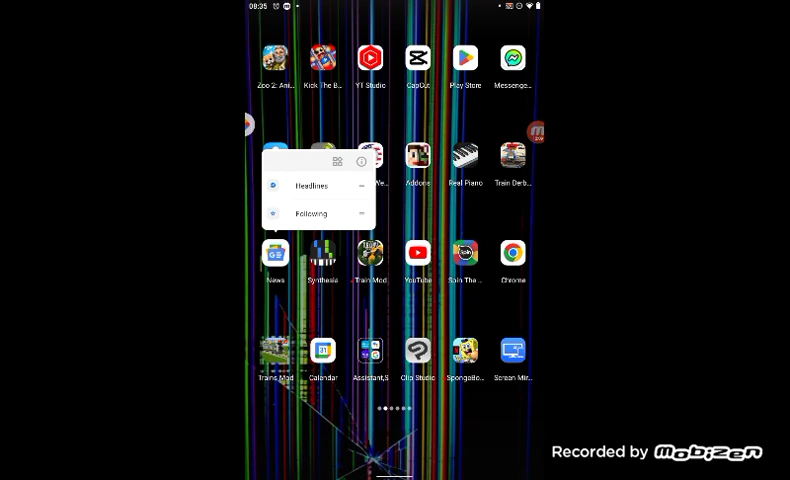 08:35
Zoo 2: Ani...
Kick The B...
YT Studio
CapCut
Play Store
Messenge...
Headlines
Following
We...
Addons
Real Piano
Train Derb...
News
Synthesia
Train Mod
YouTube
Spin The ...
Chrome
Trains Mod
Calendar
Assistant,S
Clip Studio
SpongeBo...
Screen Mir...
Recorded by mobizen